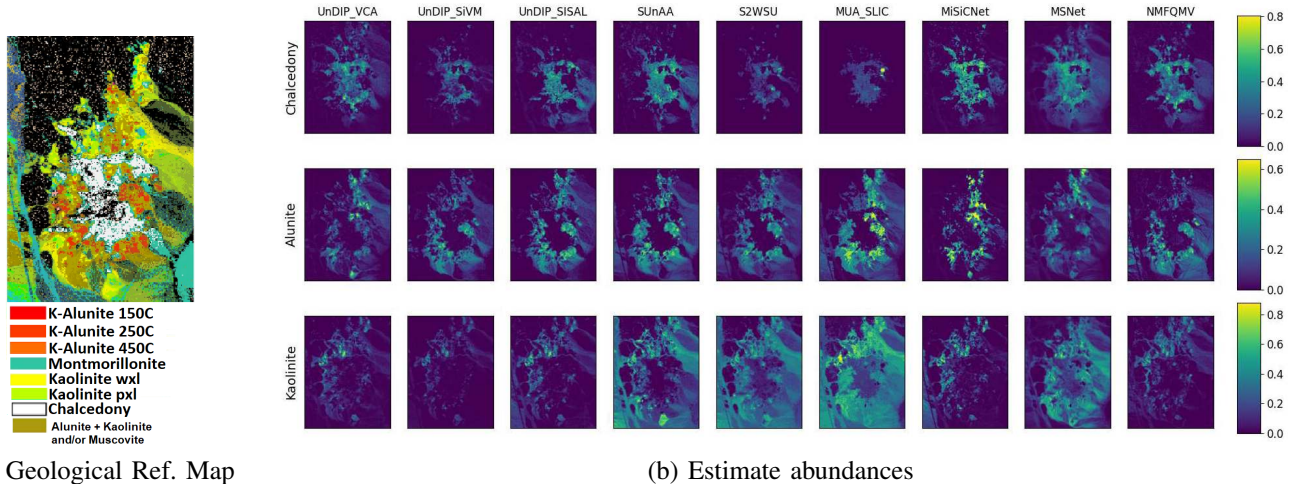 UnDIP_VCA UnDIP_SiVM UnDIP_SISAL SUnAA S2WSU MUA_SLIC MiSiCNet MSNet NMFQMV
Chalcedony
0.8
0.6
0.4
0.2
0.0
Alunite
0.6
0.4
0.2
0.0
Kaolinite
0.8
0.6
0.4
0.2
0.0
K-Alunite 150C
K-Alunite 250C
K-Alunite 450C
Montmorillonite
Kaolinite wxl
Kaolinite pxl
Chalcedony
Alunite + Kaolinite
and/or Muscovite
Geological Ref. Map
(b) Estimate abundances